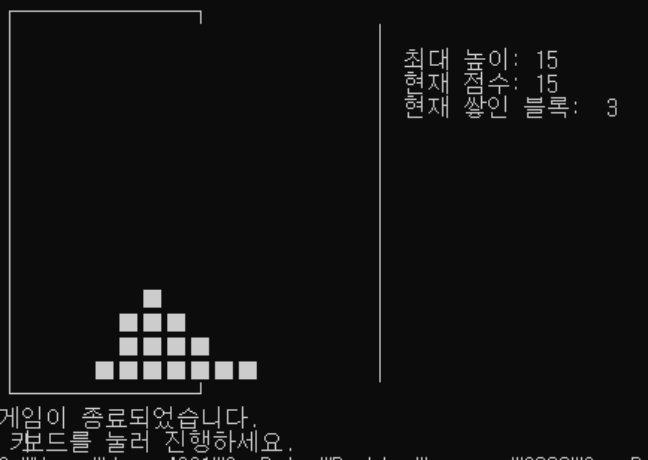 최대 높이: 15
현재 점수: 15
현재 쌓인 블록: 3
게임이 종료되었습니다.
키보드를 눌러 진행하세요.